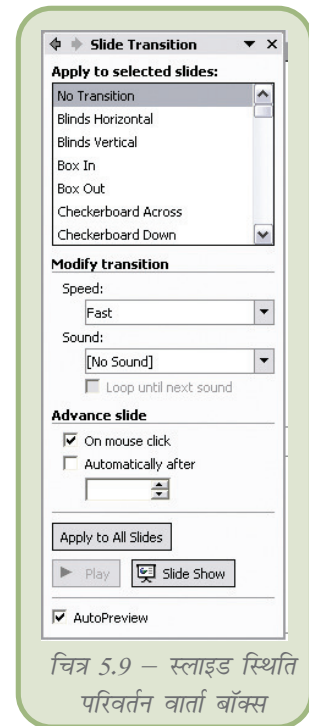 Slide Transition
Apply to selected slides:
No Transition
Blinds Horizontal
Blinds Vertical
Box In
Box Out
Checkerboard Across
Checkerboard Down
Modify transition
Speed:
Fast
Sound:
[No Sound]
Loop until next sound
Advance slide
On mouse click
Automatically after
Apply to All Slides
Play Slide Show
AutoPreview
चित्र 5.9 – स्लाइड स्थिति
परिवर्तन वार्ता बॉक्स